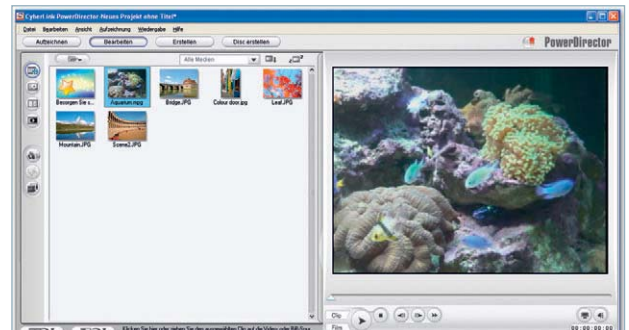 CyberLink PowerDirector Neues Projekt ohne Titel*
Datei Bearbeiten Ansicht Aufzeichnung Wiedergabe Hilfe
Aufzeichnen Bearbeiten Erstellen Disc erstellen
PowerDirector
Alle Medien
Besorgen Sie s... Aquarium.mpg Bridge.JPG Colour door.jpg Leaf.JPG
Mountain.JPG Scene2.JPG
Clip
Film
00:00:00:00